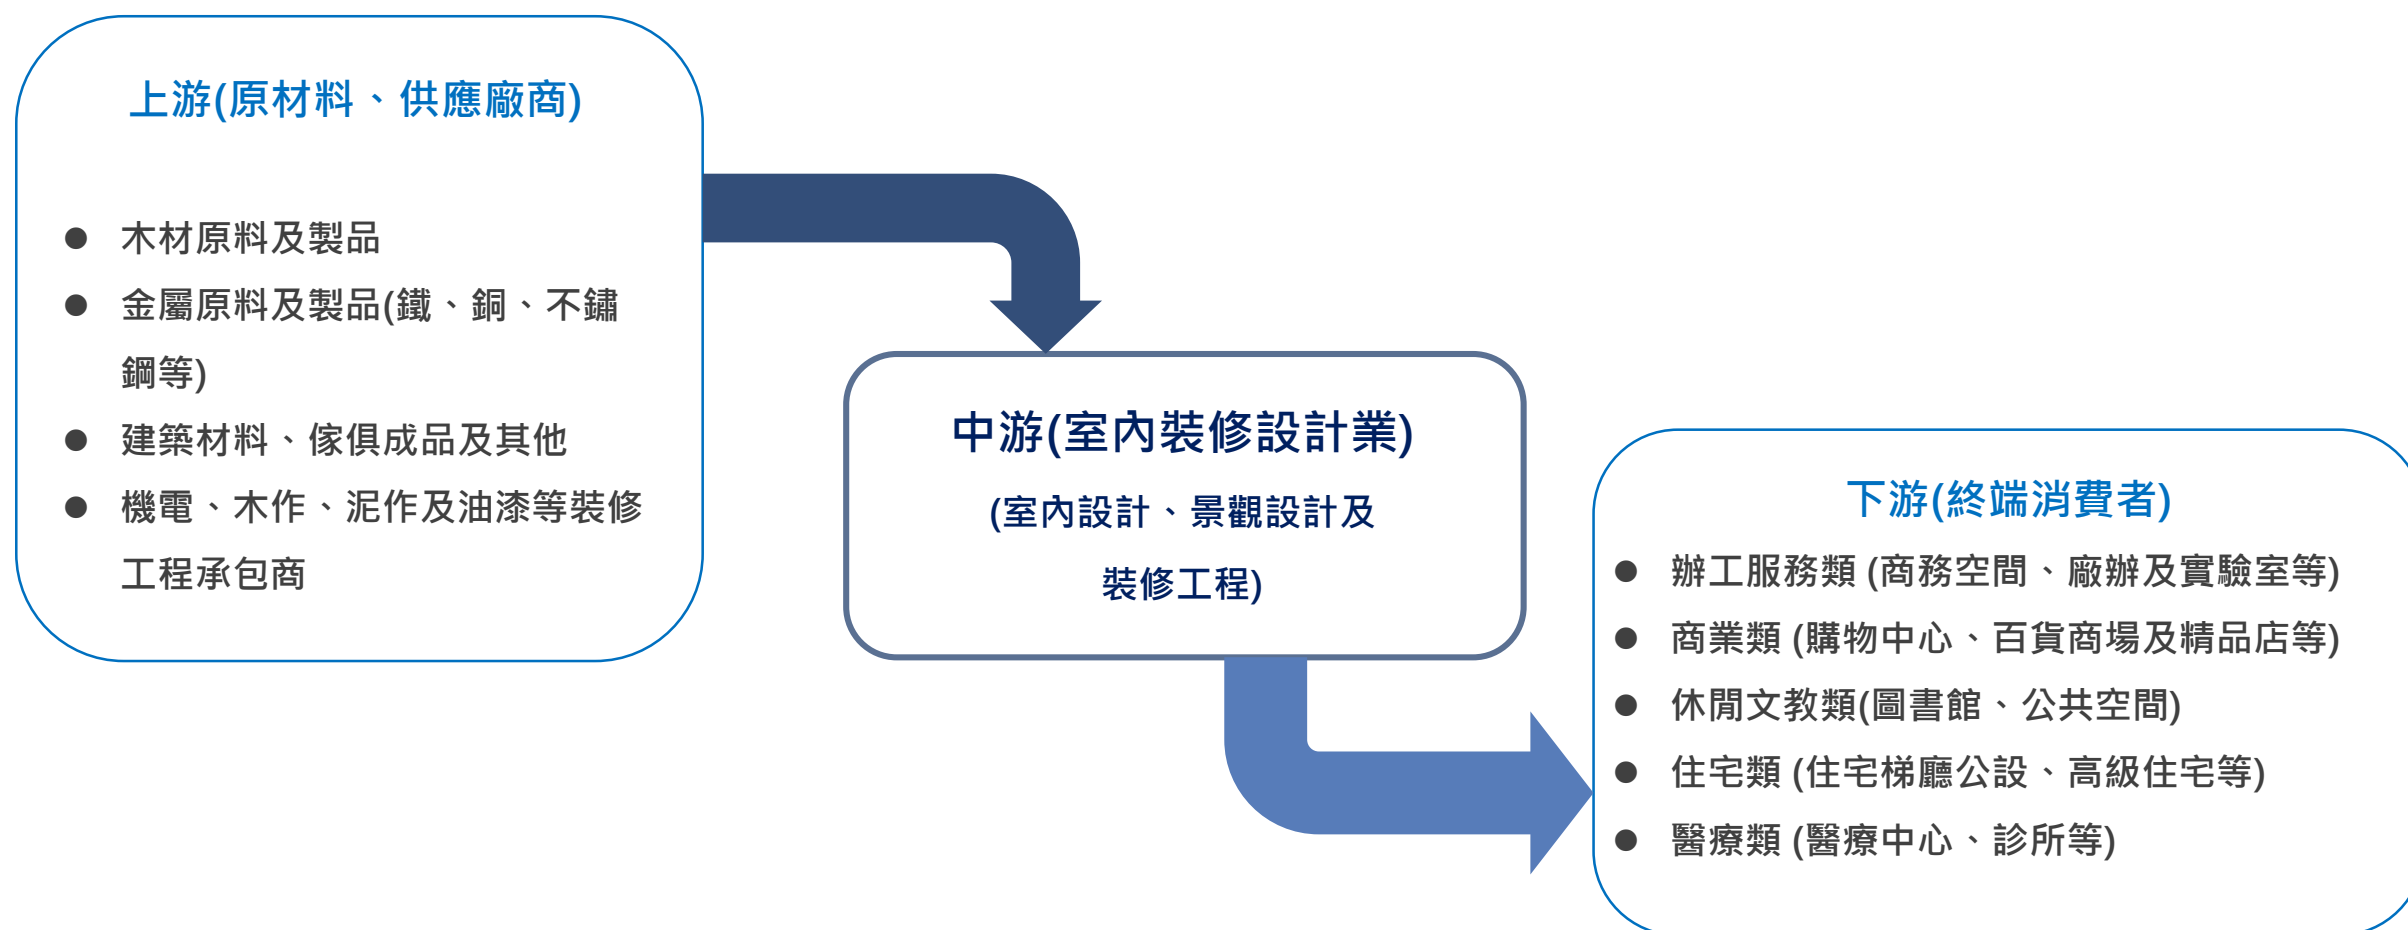 上游(原材料、供應廠商)
● 木材原料及製品
● 金屬原料及製品(鐵、銅、不鏽
鋼等)
● 建築材料、傢俱成品及其他
● 機電、木作、泥作及油漆等裝修
工程承包商
中游(室內裝修設計業)
(室內設計、景觀設計及
裝修工程)
下游(終端消費者)
● 辦工服務類 (商務空間、廠辦及實驗室等)
● 商業類 (購物中心、百貨商場及精品店等)
● 休閒文教類(圖書館、公共空間)
● 住宅類 (住宅梯廳公設、高級住宅等)
● 醫療類 (醫療中心、診所等)